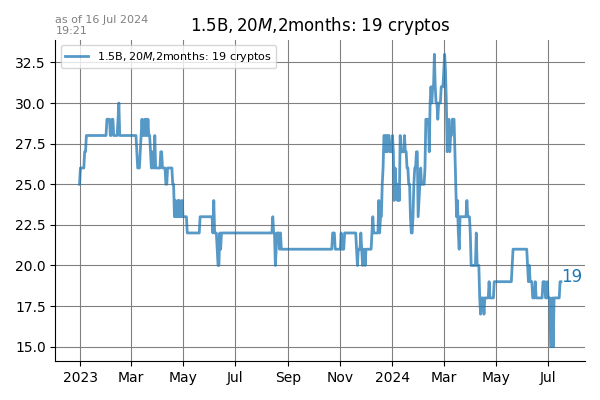 as of 16 Jul 2024
19:21
1.5B, 20M,2months: 19 cryptos
1.5B, 20M,2months: 19 cryptos
32.5
30.0
27.5
25.0
22.5
20.0
17.5
15.0
19
2023 Mar May Jul Sep Nov 2024 Mar May Jul